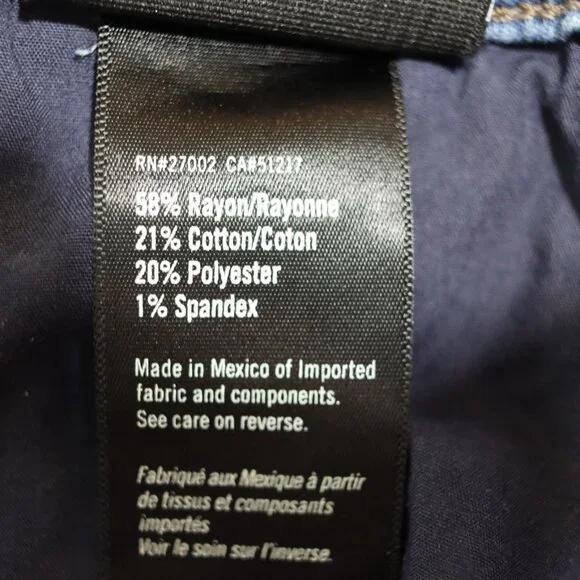 RN#27002 CA#51217
58% Rayon/Rayonne
21% Cotton/Coton
20% Polyester
1% Spandex
Made in Mexico of Imported
fabric and components.
See care on reverse.
Fabriqué aux Mexique à partir
de tissus et composants
importés
Voir le soin sur l'inverse.